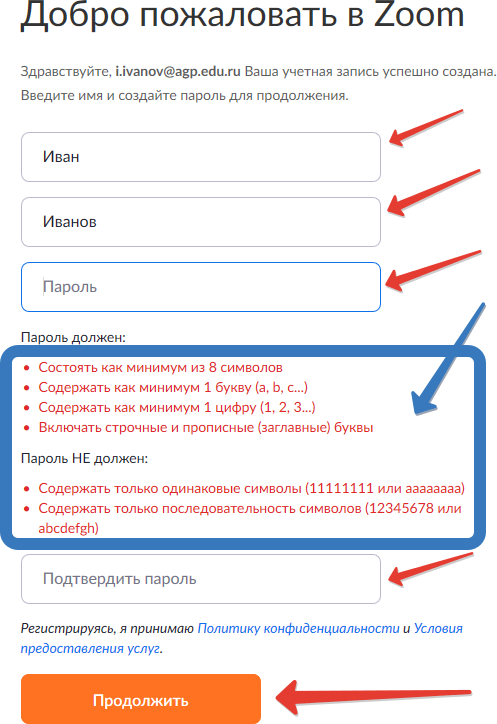 Добро пожаловать в Zoom
Здравствуйте, i.ivanov@agp.edu.ru Ваша учетная запись успешно создана.
Введите имя и создайте пароль для продолжения.
Иван
Иванов
Пароль
Пароль должен:
• Состоять как минимум из 8 символов
• Содержать как минимум 1 букву (a, b, c...)
• Содержать как минимум 1 цифру (1, 2, 3...)
• Включать строчные и прописные (заглавные) буквы
Пароль НЕ должен:
• Содержать только одинаковые символы (11111111 или aaaaaaaa)
• Содержать только последовательность символов (12345678 или
abcdefgh)
Подтвердить пароль
Регистрируясь, я принимаю Политику конфиденциальности и Условия
предоставления услуг.
Продолжить